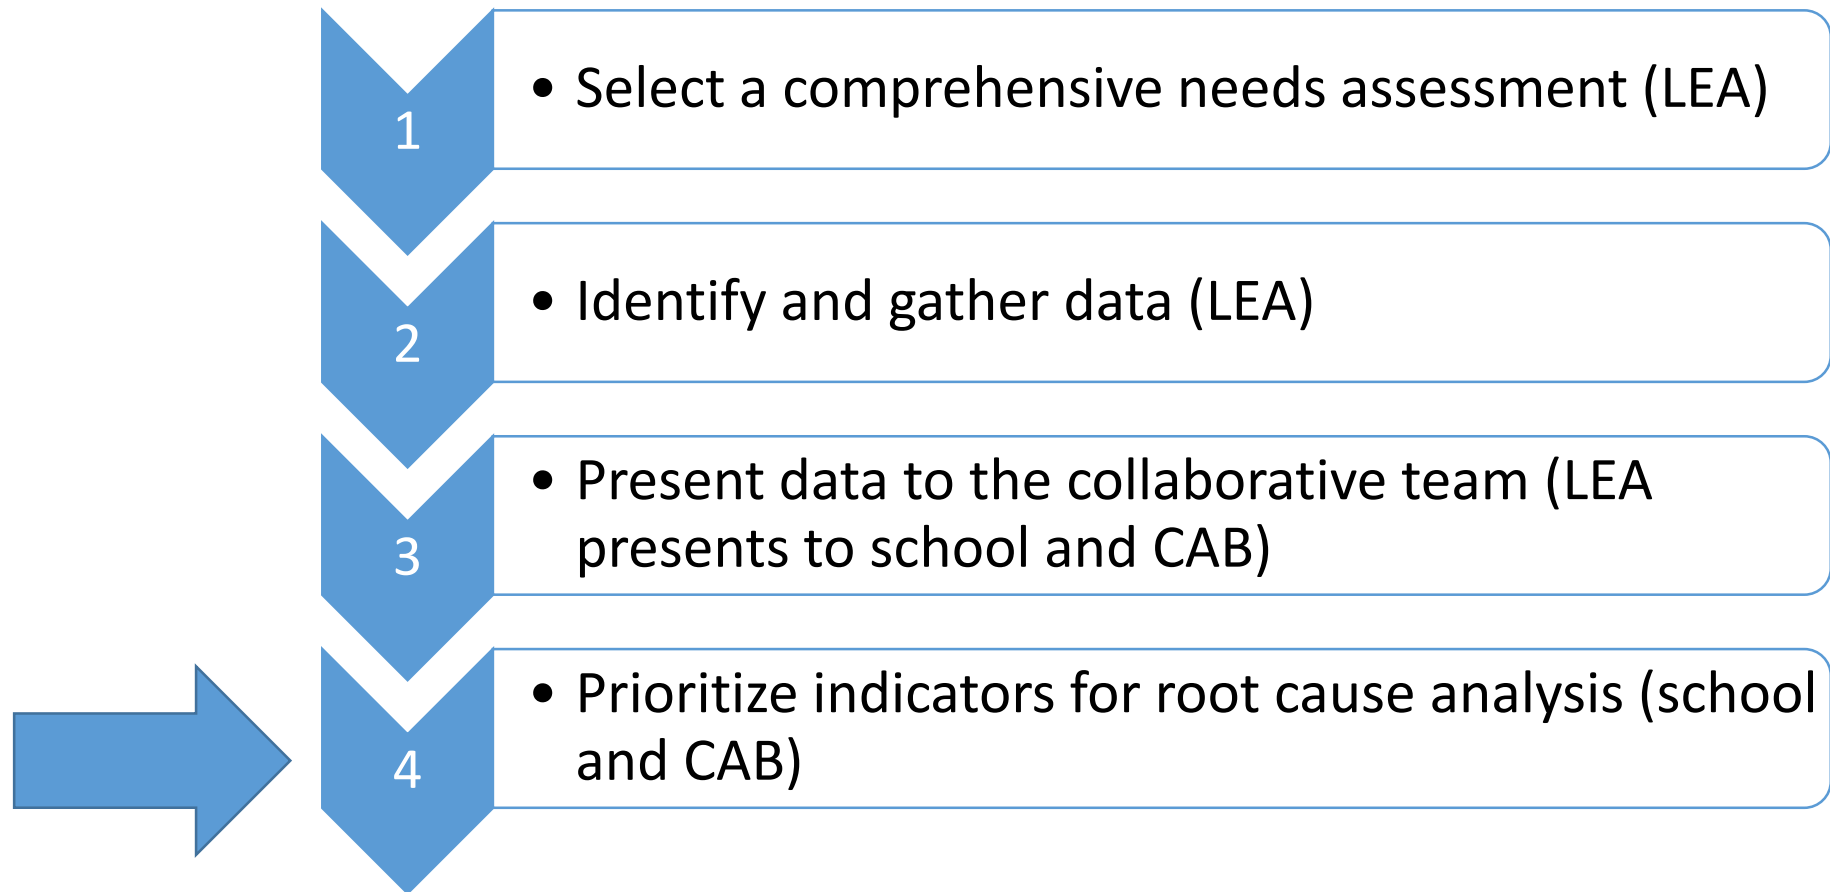 1
• Select a comprehensive needs assessment (LEA)
2
• Identify and gather data (LEA)
3
• Present data to the collaborative team (LEA
presents to school and CAB)
4
• Prioritize indicators for root cause analysis (school
and CAB)